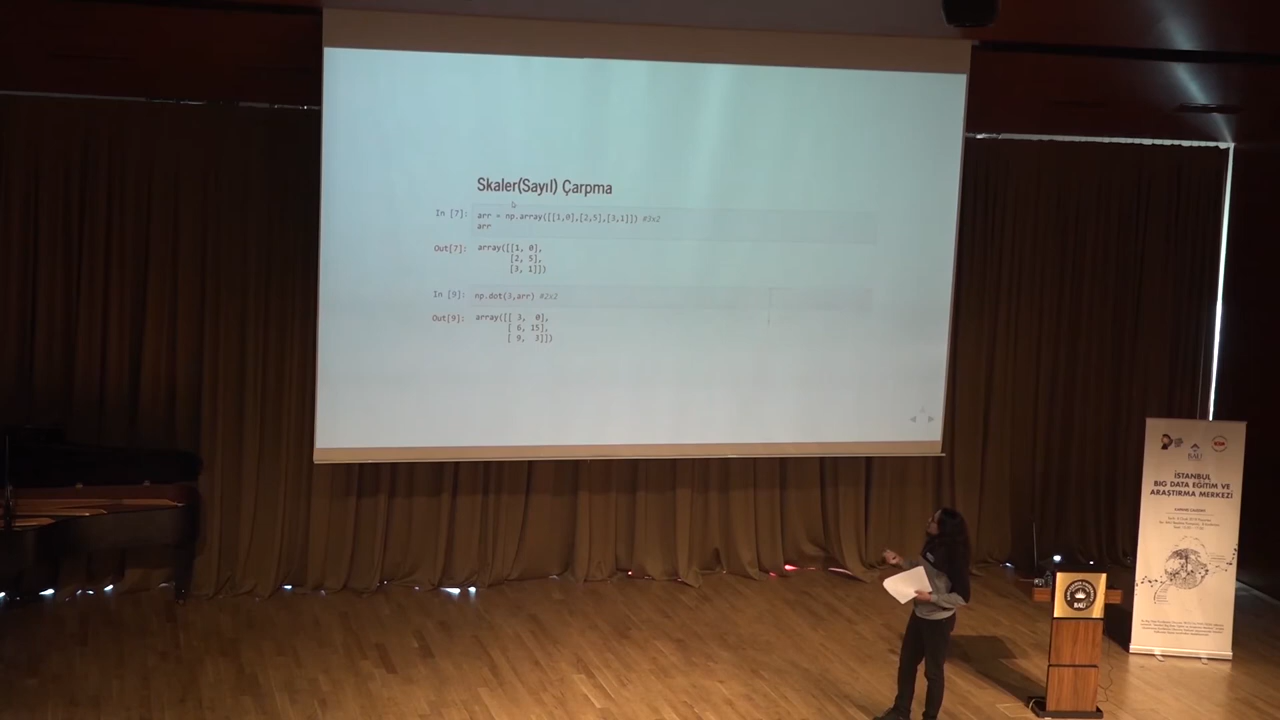 Skaler(Sayıl) Çarpma
In [7]: arr = np.array([[1,0],[2,5],[3,1]]) #3x2
arr
Out[7]: array([[1, 0],
[2, 5],
[3, 1]])
In [9]: np.dot(3,arr) #2x2
Out[9]: array([[ 3, 0],
[ 6, 15],
[ 9, 3]])
BAU
İSTANBUL
BIG DATA EĞİTİM VE
ARAŞTIRMA MERKEZİ
BAU